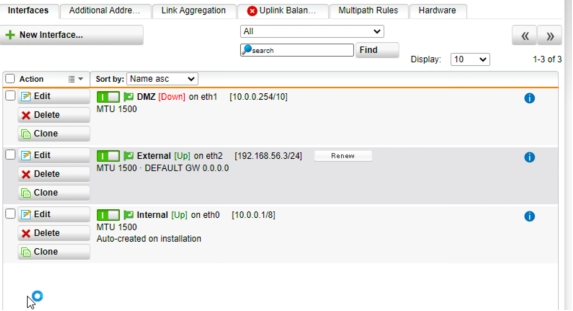 Interfaces Additional Addre... Link Aggregation Uplink Balan... Multipath Rules Hardware
New Interface... All
search Find
Display: 10 1-3 of 3
Action Sort by: Name asc
Edit DMZ [Down] on eth1 [10.0.0.254/10]
Delete MTU 1500
Clone
Edit External [Up] on eth2 [192.168.56.3/24] Renew
Delete MTU 1500 · DEFAULT GW 0.0.0.0
Clone
Edit Internal [Up] on eth0 [10.0.0.1/8]
MTU 1500
Delete Auto-created on installation
Clone